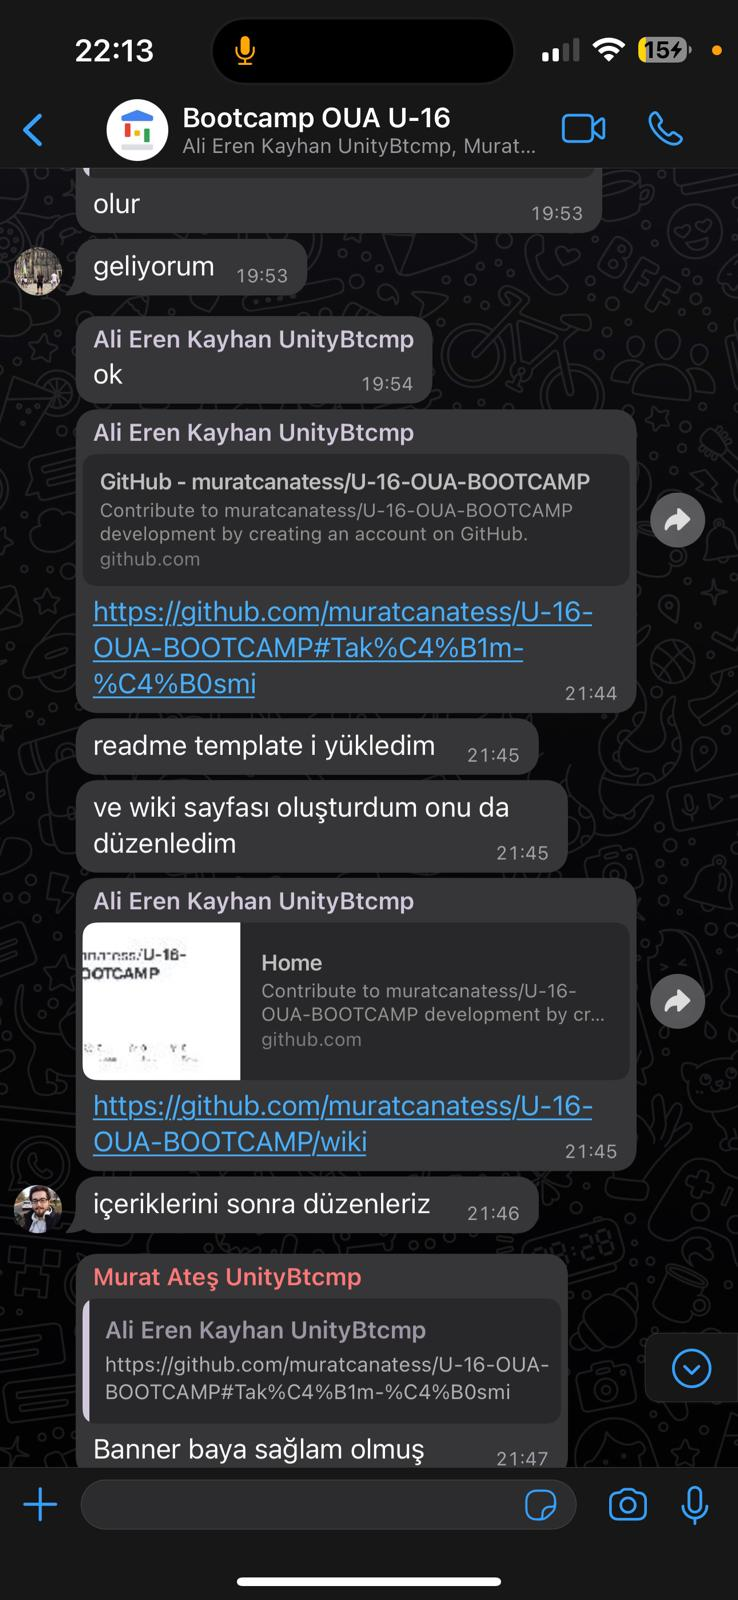 22:13
15
Bootcamp OUA U-16
Ali Eren Kayhan UnityBtcmp, Murat...
olur
19:53
geliyorum 19:53
Ali Eren Kayhan UnityBtcmp
ok
19:54
Ali Eren Kayhan UnityBtcmp
GitHub - muratcanatess/U-16-OUA-BOOTCAMP
Contribute to muratcanatess/U-16-OUA-BOOTCAMP
development by creating an account on GitHub.
github.com
https://github.com/muratcanatess/U-16-
OUA-BOOTCAMP#Tak%C4%B1m-
%C4%B0smi
21:44
readme template i yükledim 21:45
ve wiki sayfası oluşturdum onu da
düzenledim
21:45
Ali Eren Kayhan UnityBtcmp
natess/U-16-
OOTCAMP
Home
Contribute to muratcanatess/U-16-
OUA-BOOTCAMP development by cr...
github.com
https://github.com/muratcanatess/U-16-
OUA-BOOTCAMP/wiki
21:45
içeriklerini sonra düzenleriz 21:46
Murat Ateş UnityBtcmp
Ali Eren Kayhan UnityBtcmp
https://github.com/muratcanatess/U-16-OUA-
BOOTCAMP#Tak%C4%B1m-%C4%B0smi
Banner baya sağlam olmuş 21:47